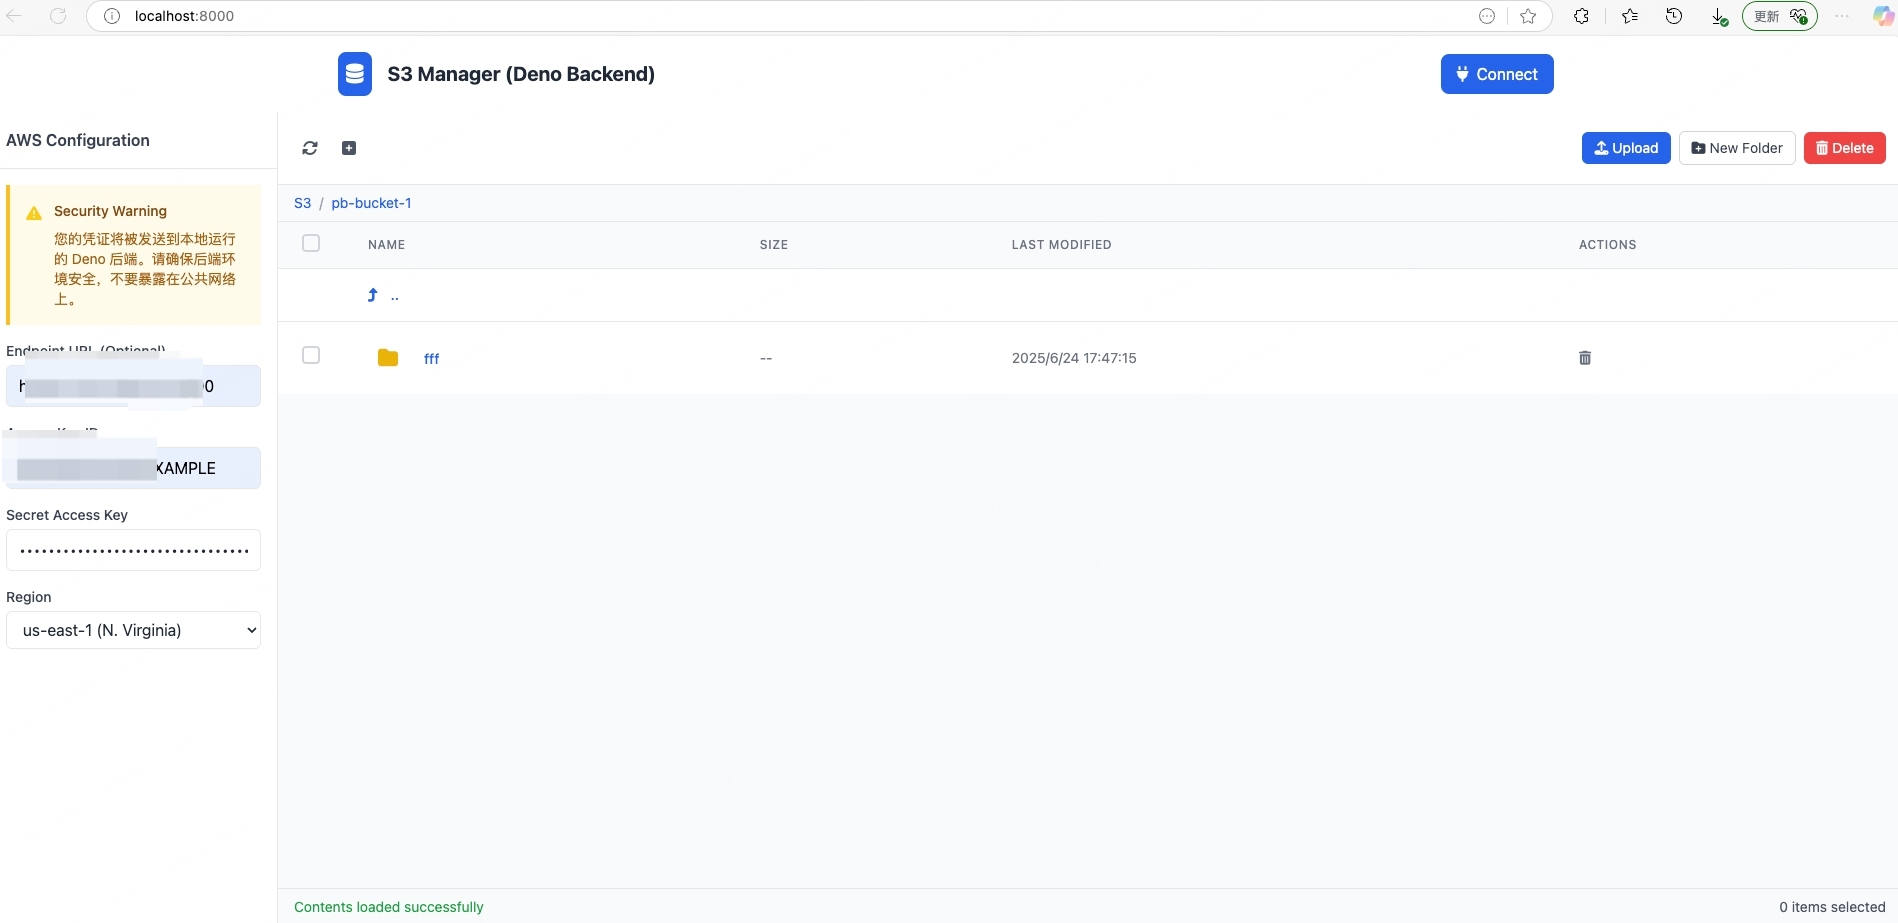 localhost:8000
更新
S3 Manager (Deno Backend)
Connect
AWS Configuration
Upload
New Folder
Delete
Security Warning
您的凭证将被发送到本地运行
的 Deno 后端。请确保后端环
境安全，不要暴露在公共网络
上。
S3 / pb-bucket-1
NAME SIZE LAST MODIFIED ACTIONS
..
fff -- 2025/6/24 17:47:15
Endpoint URL (Optional)
XAMPLE
Secret Access Key
••••••••••••••••••••••••••••••••
Region
us-east-1 (N. Virginia)
Contents loaded successfully
0 items selected